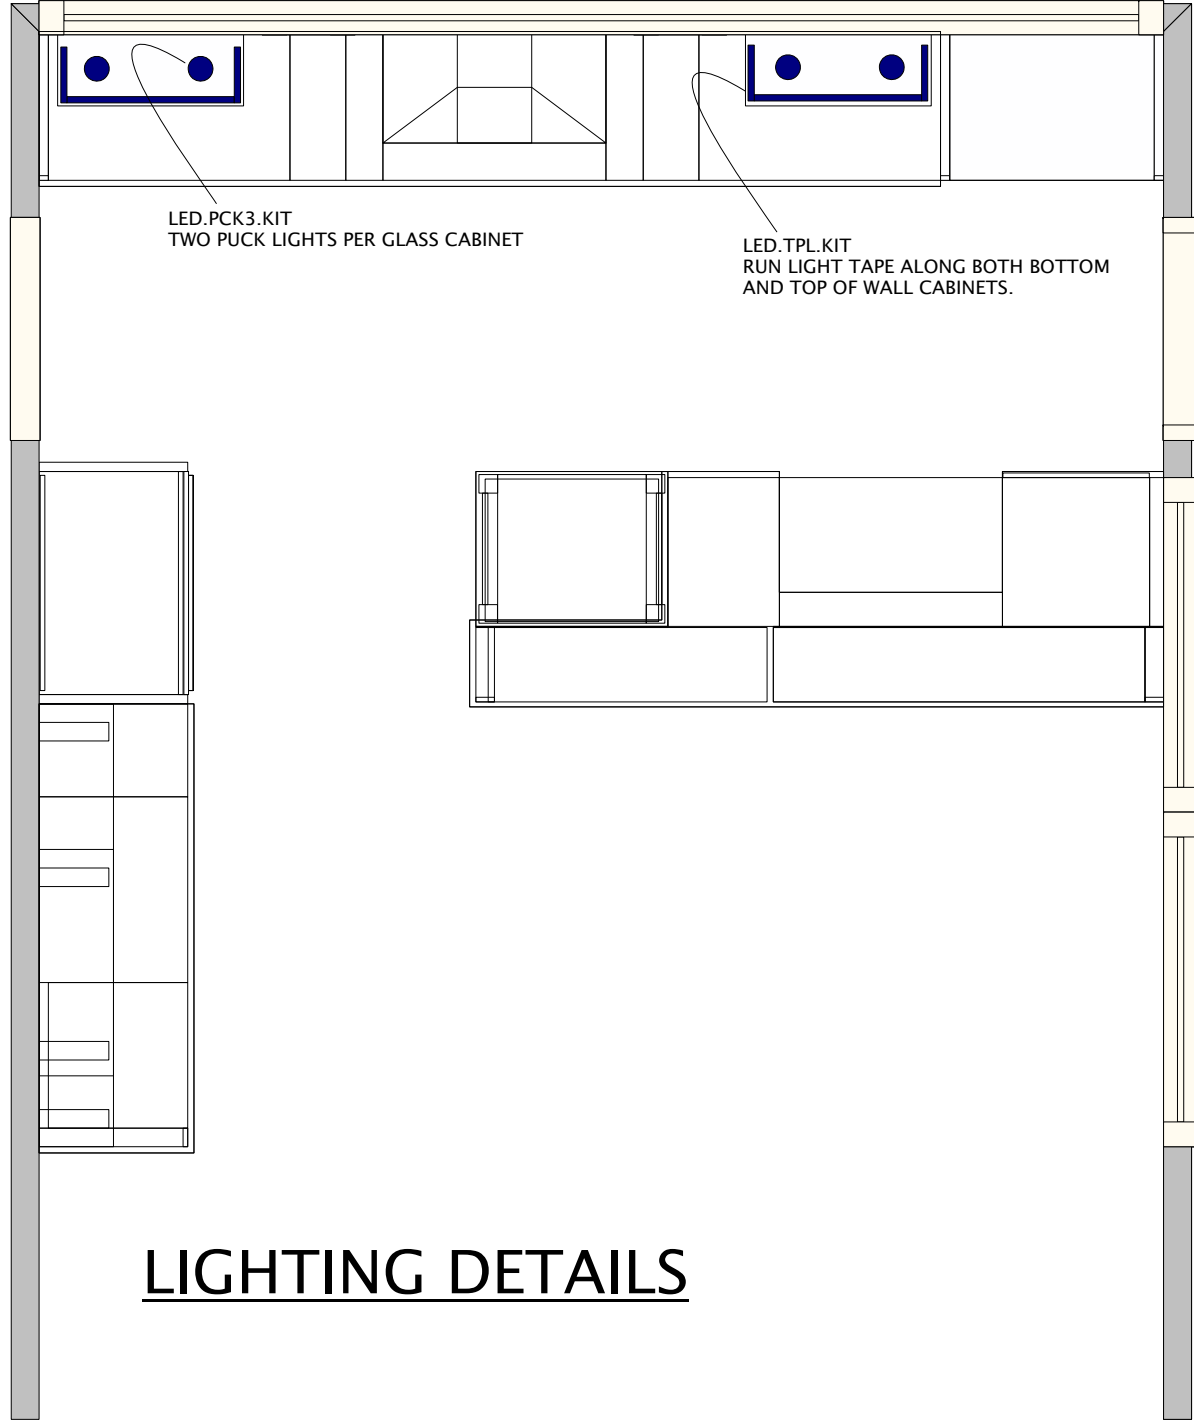 LED.PCK3.KIT
TWO PUCK LIGHTS PER GLASS CABINET
LED.TPL.KIT
RUN LIGHT TAPE ALONG BOTH BOTTOM
AND TOP OF WALL CABINETS.
LIGHTING DETAILS